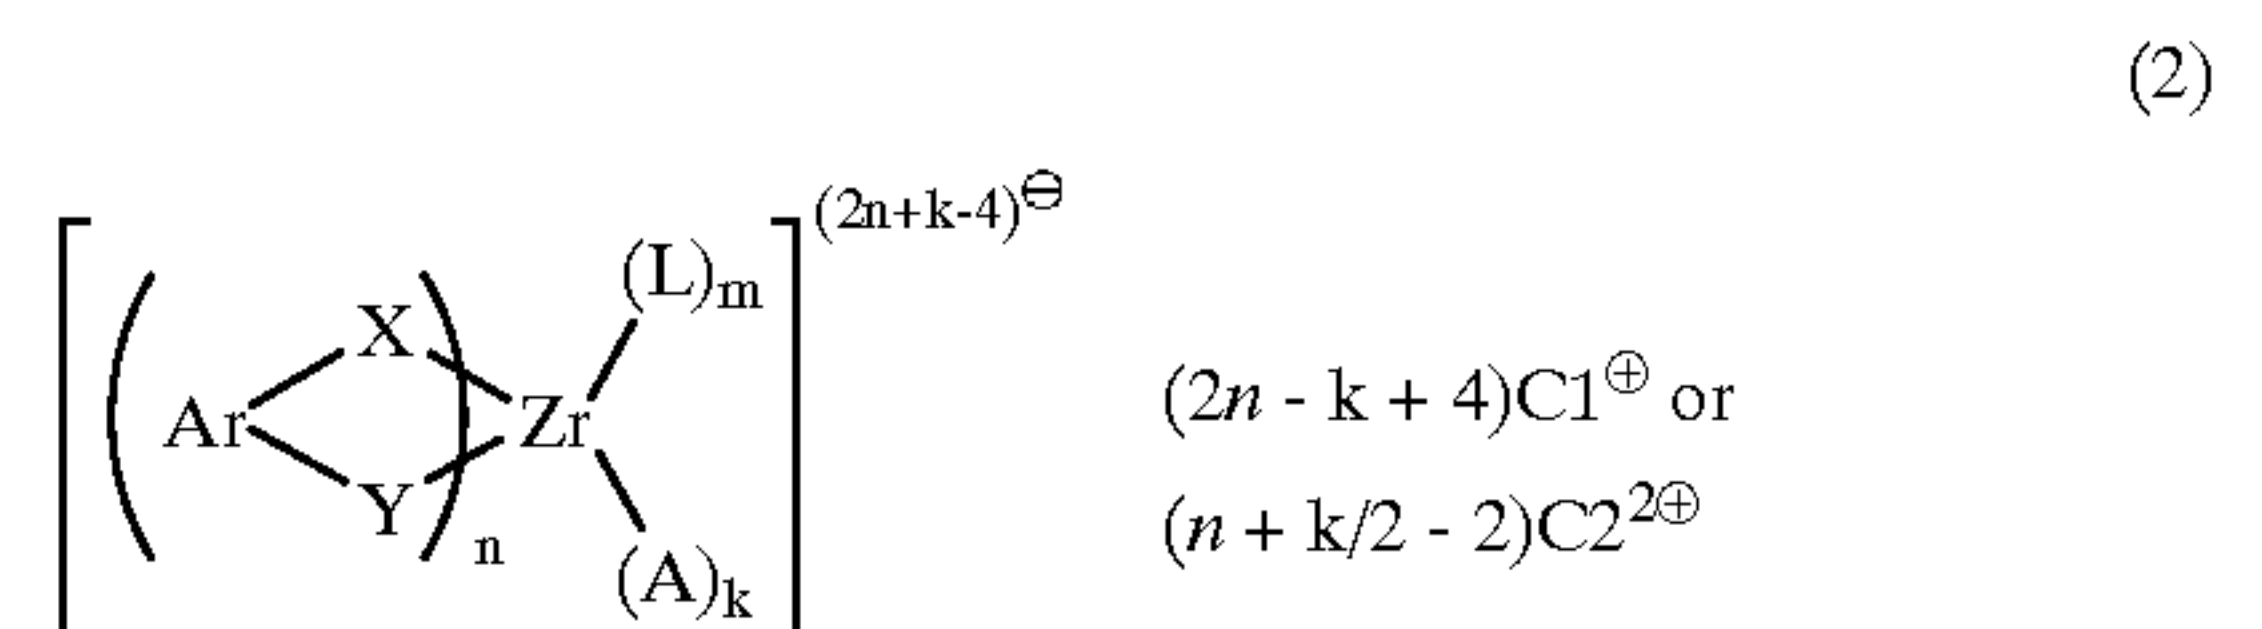 (2)
(2n+k-4)⊖
(L)m
X
Ar Zr (2n - k + 4)C1⊕ or
Y
n (n + k/2 - 2)C2²⊕
(A)k